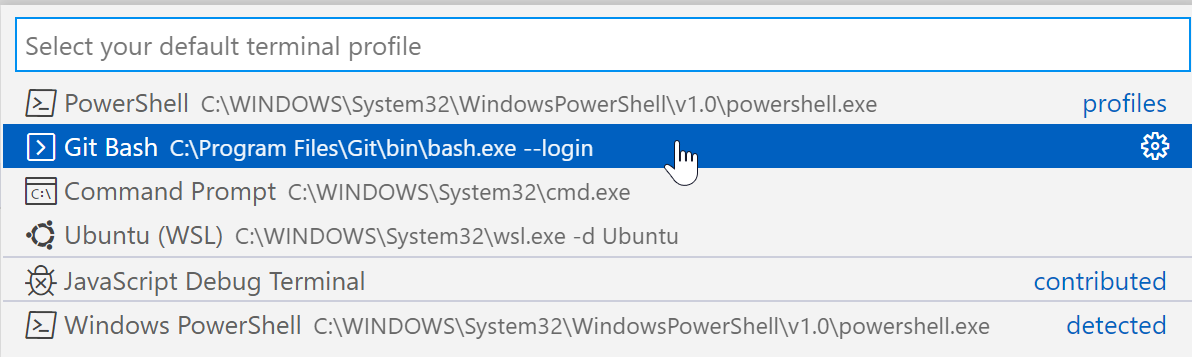 Select your default terminal profile
PowerShell C:\WINDOWS\System32\WindowsPowerShell\v1.0\powershell.exe profiles
Git Bash C:\Program Files\Git\bin\bash.exe --login
C:\ Command Prompt C:\WINDOWS\System32\cmd.exe
Ubuntu (WSL) C:\WINDOWS\System32\wsl.exe -d Ubuntu
JavaScript Debug Terminal contributed
Windows PowerShell C:\WINDOWS\System32\WindowsPowerShell\v1.0\powershell.exe detected